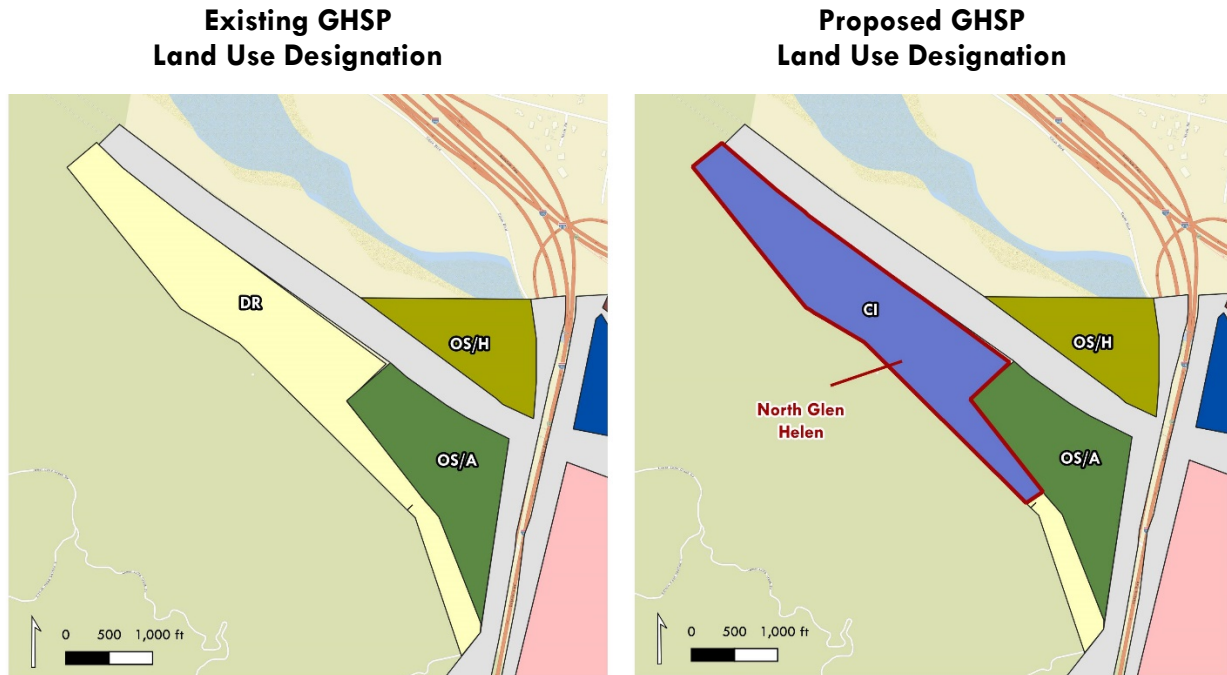 Existing GHSP
Land Use Designation
DR
OS/H
OS/A
0 500 1,000 ft
Proposed GHSP
Land Use Designation
CI
OS/H
North Glen
Helen
OS/A
0 500 1,000 ft